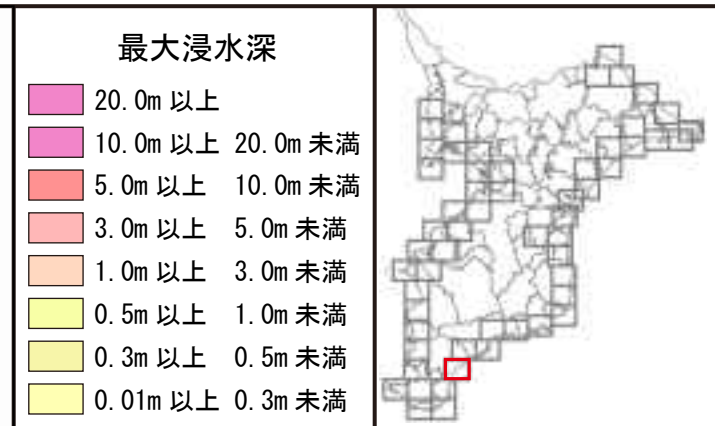 最大浸水深
20.0m 以上
10.0m 以上 20.0m 未満
5.0m 以上 10.0m 未満
3.0m 以上 5.0m 未満
1.0m 以上 3.0m 未満
0.5m 以上 1.0m 未満
0.3m 以上 0.5m 未満
0.01m 以上 0.3m 未満